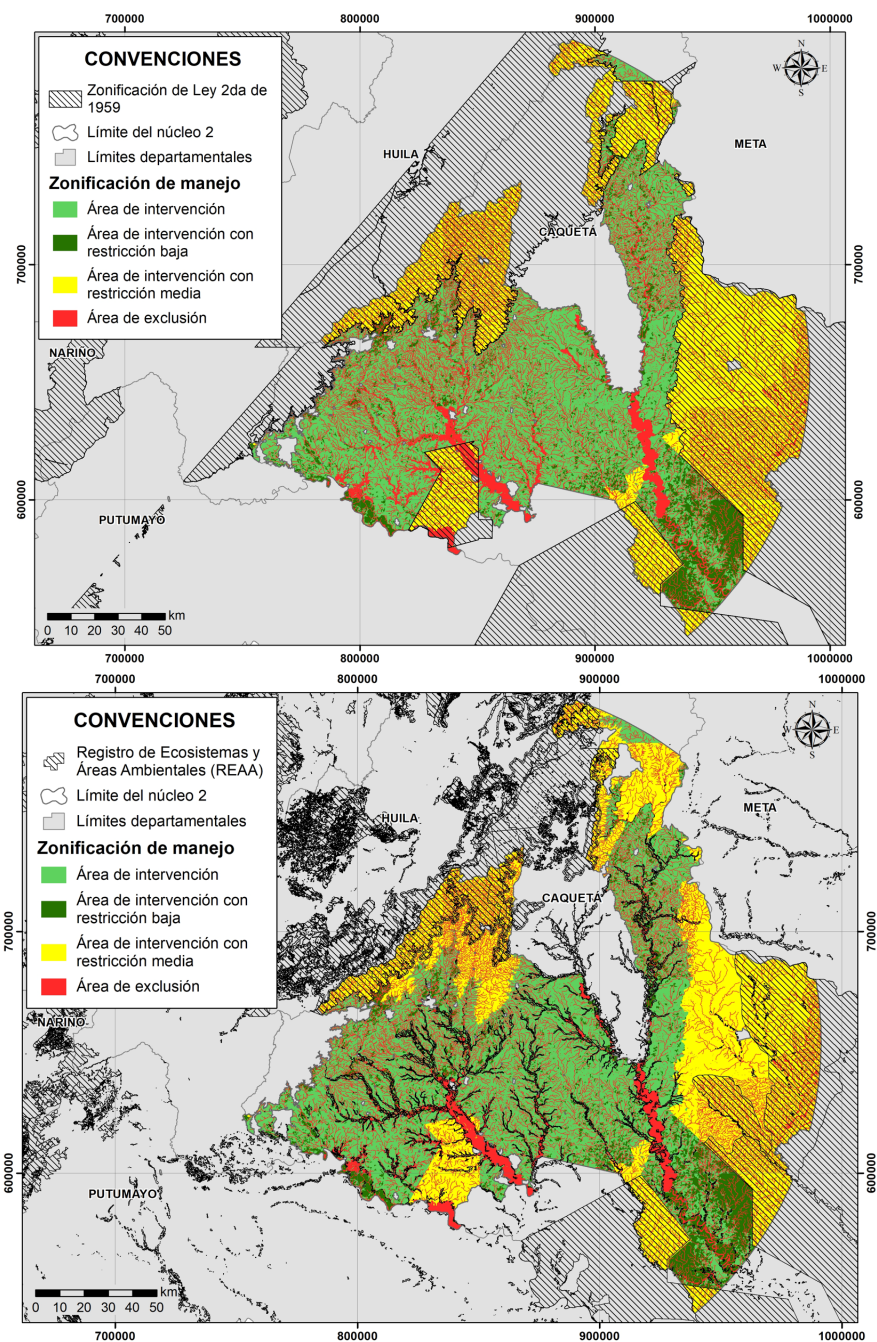 700000 800000 900000 1000000
CONVENCIONES
Zonificación de Ley 2da de
1959
Límite del núcleo 2
Límites departamentales
Zonificación de manejo
Área de intervención
Área de intervención con
restricción baja
Área de intervención con
restricción media
Área de exclusión
N
W E
S
META
HUILA
CAQUETÁ
700000 700000
NARIÑO
600000 600000
PUTUMAYO
km
0 10 20 30 40 50
700000 800000 900000 1000000
700000 800000 900000 1000000
CONVENCIONES
Registro de Ecosistemas y
Áreas Ambientales (REAA)
Límite del núcleo 2
Límites departamentales
Zonificación de manejo
Área de intervención
Área de intervención con
restricción baja
Área de intervención con
restricción media
Área de exclusión
N
W E
S
META
HUILA
CAQUETÁ
700000 700000
NARIÑO
600000 600000
PUTUMAYO
km
0 10 20 30 40 50
700000 800000 900000 1000000